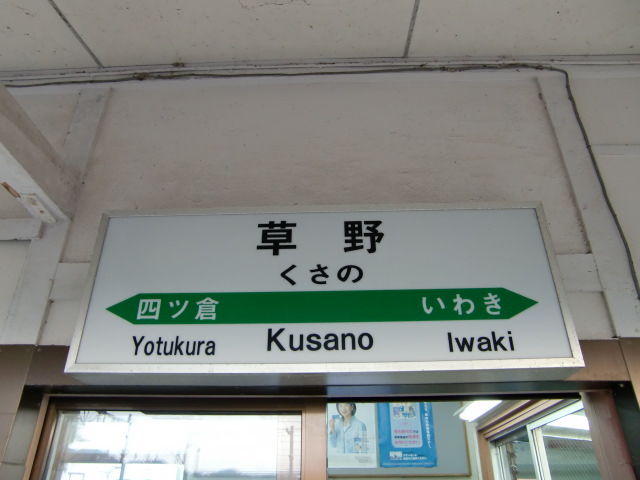 草野
くさの
四ツ倉 いわき
Yotukura Kusano Iwaki